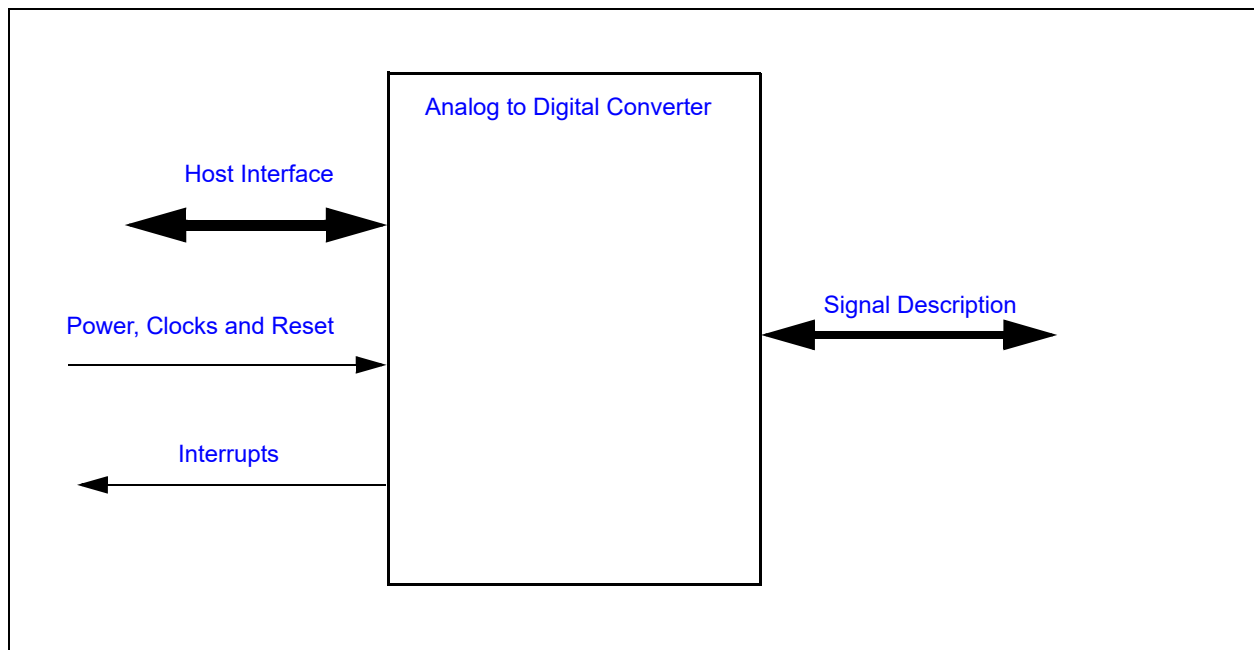 Analog to Digital Converter
Host Interface
Signal Description
Power, Clocks and Reset
Interrupts